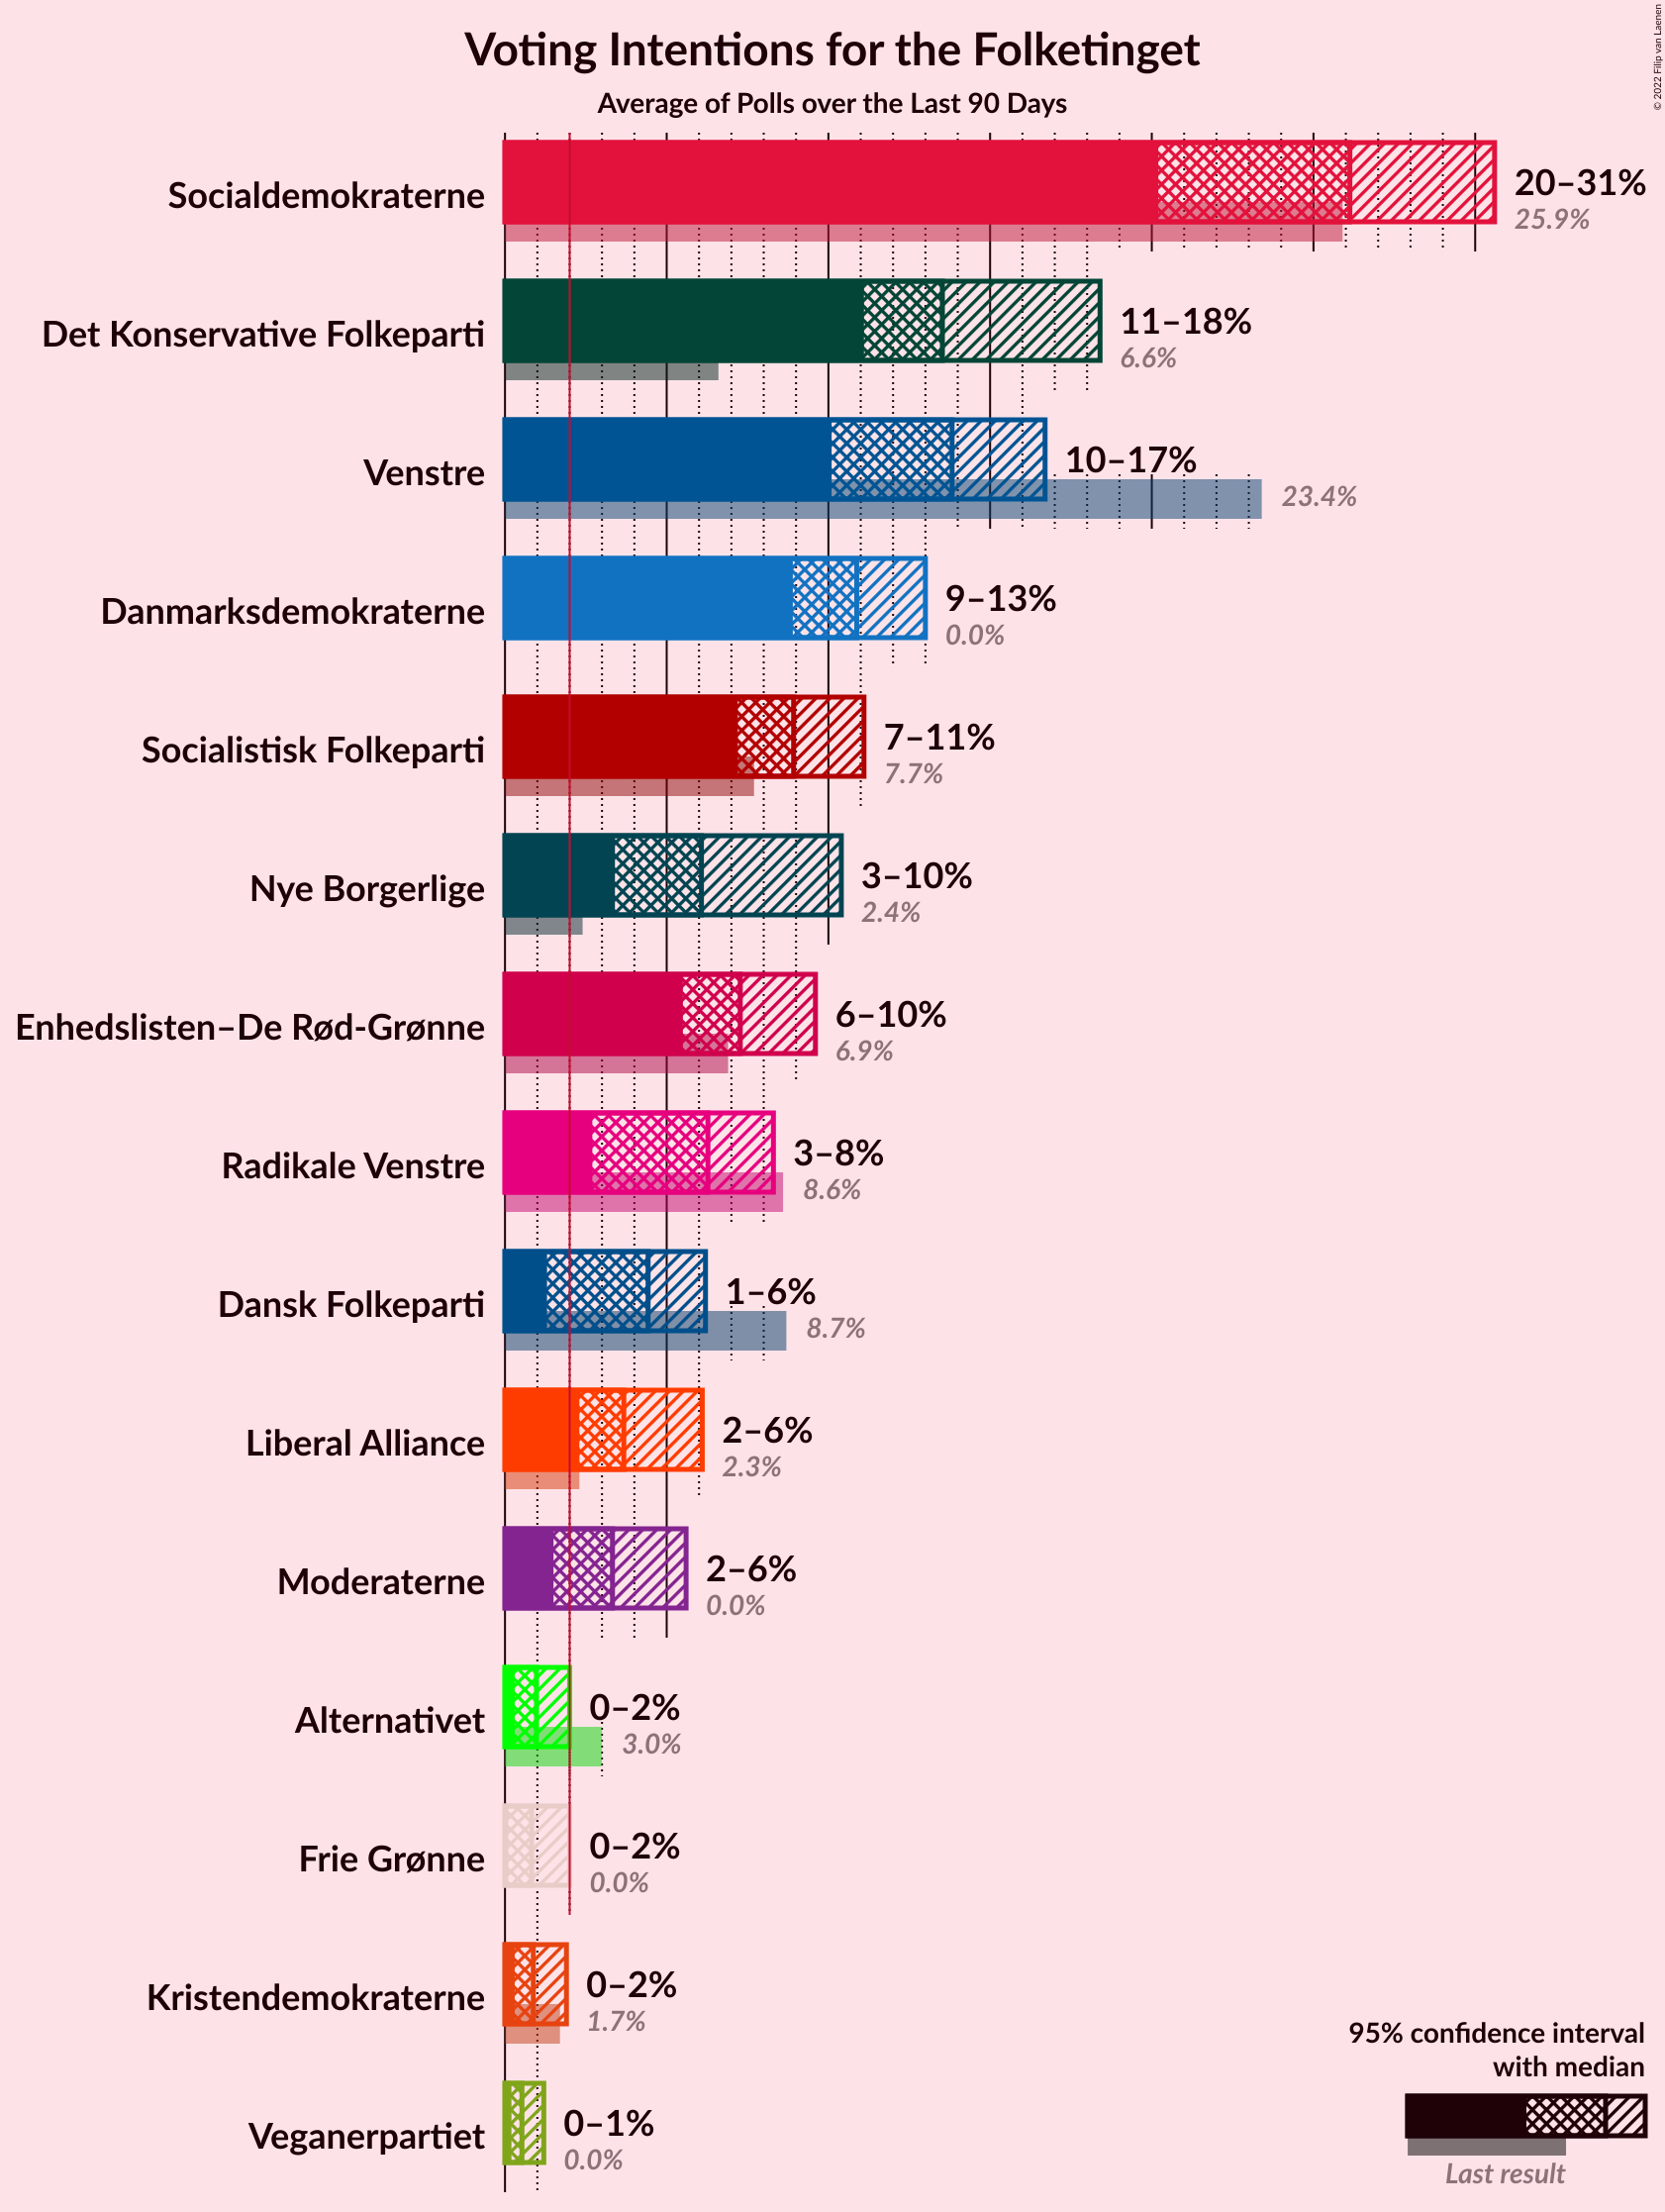 © 2022 Filip van Laenen
Voting Intentions for the Folketinget
Average of Polls over the Last 90 Days
Socialdemokraterne
20–31%
25.9%
Det Konservative Folkeparti
11–18%
6.6%
Venstre
10–17%
23.4%
Danmarksdemokraterne
9–13%
0.0%
Socialistisk Folkeparti
7–11%
7.7%
Nye Borgerlige
3–10%
2.4%
Enhedslisten–De Rød-Grønne
6–10%
6.9%
Radikale Venstre
3–8%
8.6%
Dansk Folkeparti
1–6%
8.7%
Liberal Alliance
2–6%
2.3%
Moderaterne
2–6%
0.0%
Alternativet
0–2%
3.0%
Frie Grønne
0–2%
0.0%
Kristendemokraterne
0–2%
1.7%
Veganerpartiet
0–1%
0.0%
95% confidence interval
with median
Last result